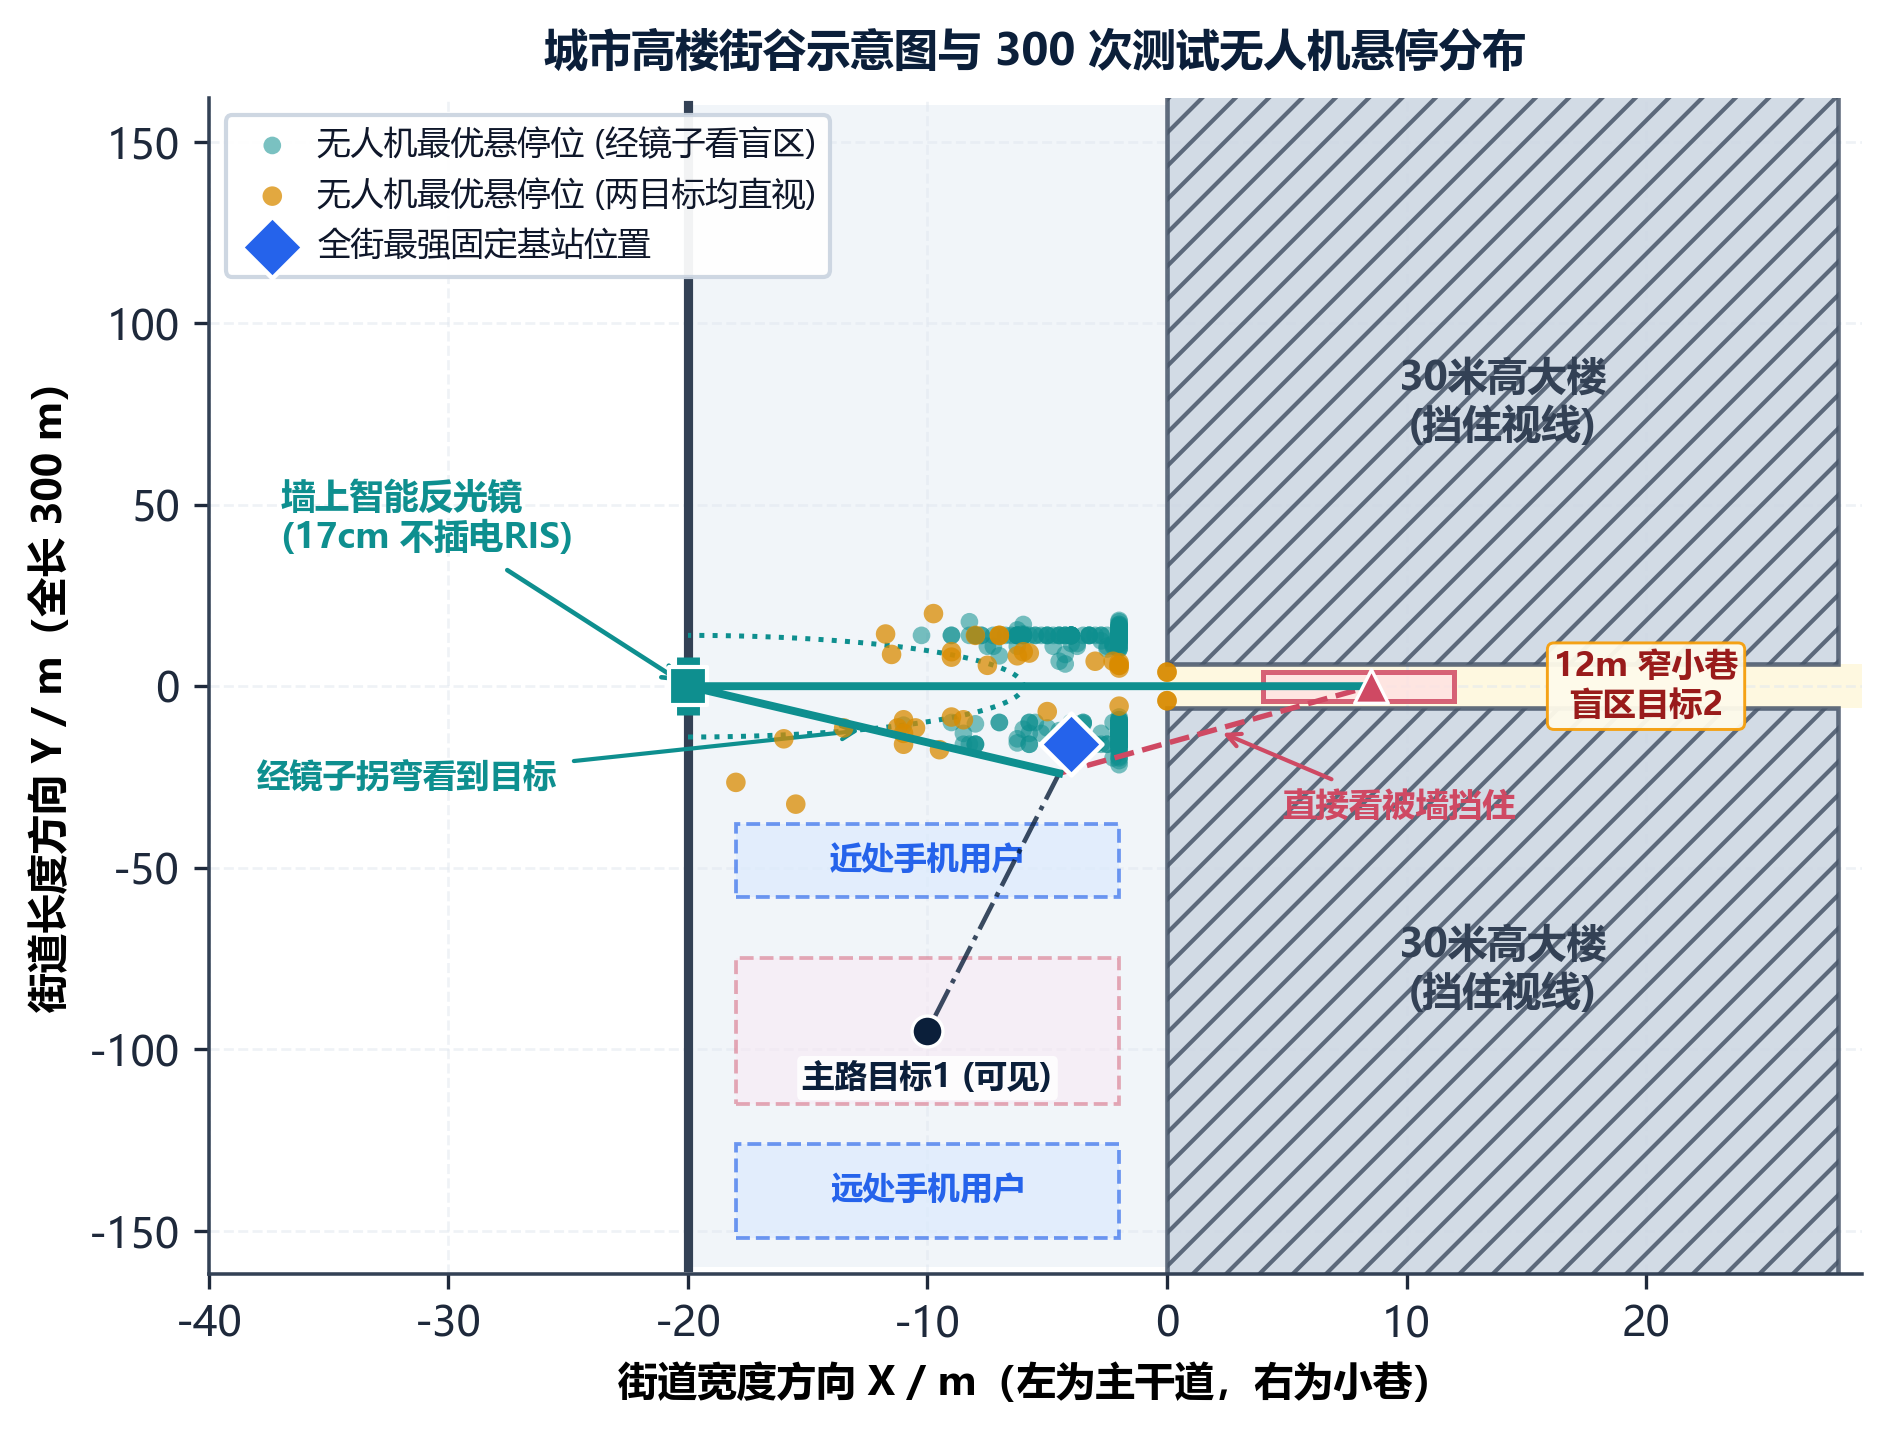 城市高楼街谷示意图与 300 次测试无人机悬停分布
无人机最优悬停位 (经镜子看盲区)
无人机最优悬停位 (两目标均直视)
全街最强固定基站位置
150
100
50
0
-50
-100
-150
街道长度方向 Y / m（全长 300 m）
30米高大楼
(挡住视线)
墙上智能反光镜
(17cm 不插电RIS)
12m 窄小巷
盲区目标2
经镜子拐弯看到目标
直接看被墙挡住
近处手机用户
30米高大楼
(挡住视线)
主路目标1 (可见)
远处手机用户
-40
-30
-20
-10
0
10
20
街道宽度方向 X / m（左为主干道，右为小巷）